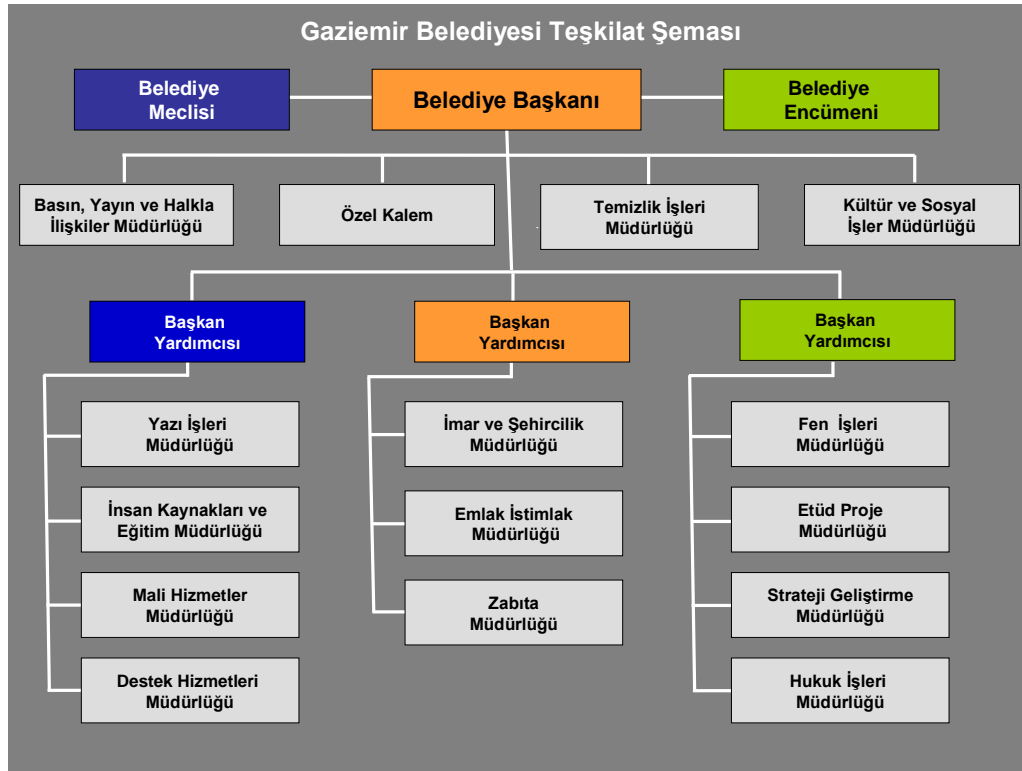 Gaziemir Belediyesi Teşkilat Şeması
Belediye
Meclisi
Belediye Başkanı
Belediye
Encümeni
Basın, Yayın ve Halkla
İlişkiler Müdürlüğü
Özel Kalem
Temizlik İşleri
Müdürlüğü
Kültür ve Sosyal
İşler Müdürlüğü
Başkan
Yardımcısı
Başkan
Yardımcısı
Başkan
Yardımcısı
Yazı İşleri
Müdürlüğü
İmar ve Şehircilik
Müdürlüğü
Fen İşleri
Müdürlüğü
İnsan Kaynakları ve
Eğitim Müdürlüğü
Emlak İstimlak
Müdürlüğü
Etüd Proje
Müdürlüğü
Mali Hizmetler
Müdürlüğü
Zabıta
Müdürlüğü
Strateji Geliştirme
Müdürlüğü
Destek Hizmetleri
Müdürlüğü
Hukuk İşleri
Müdürlüğü